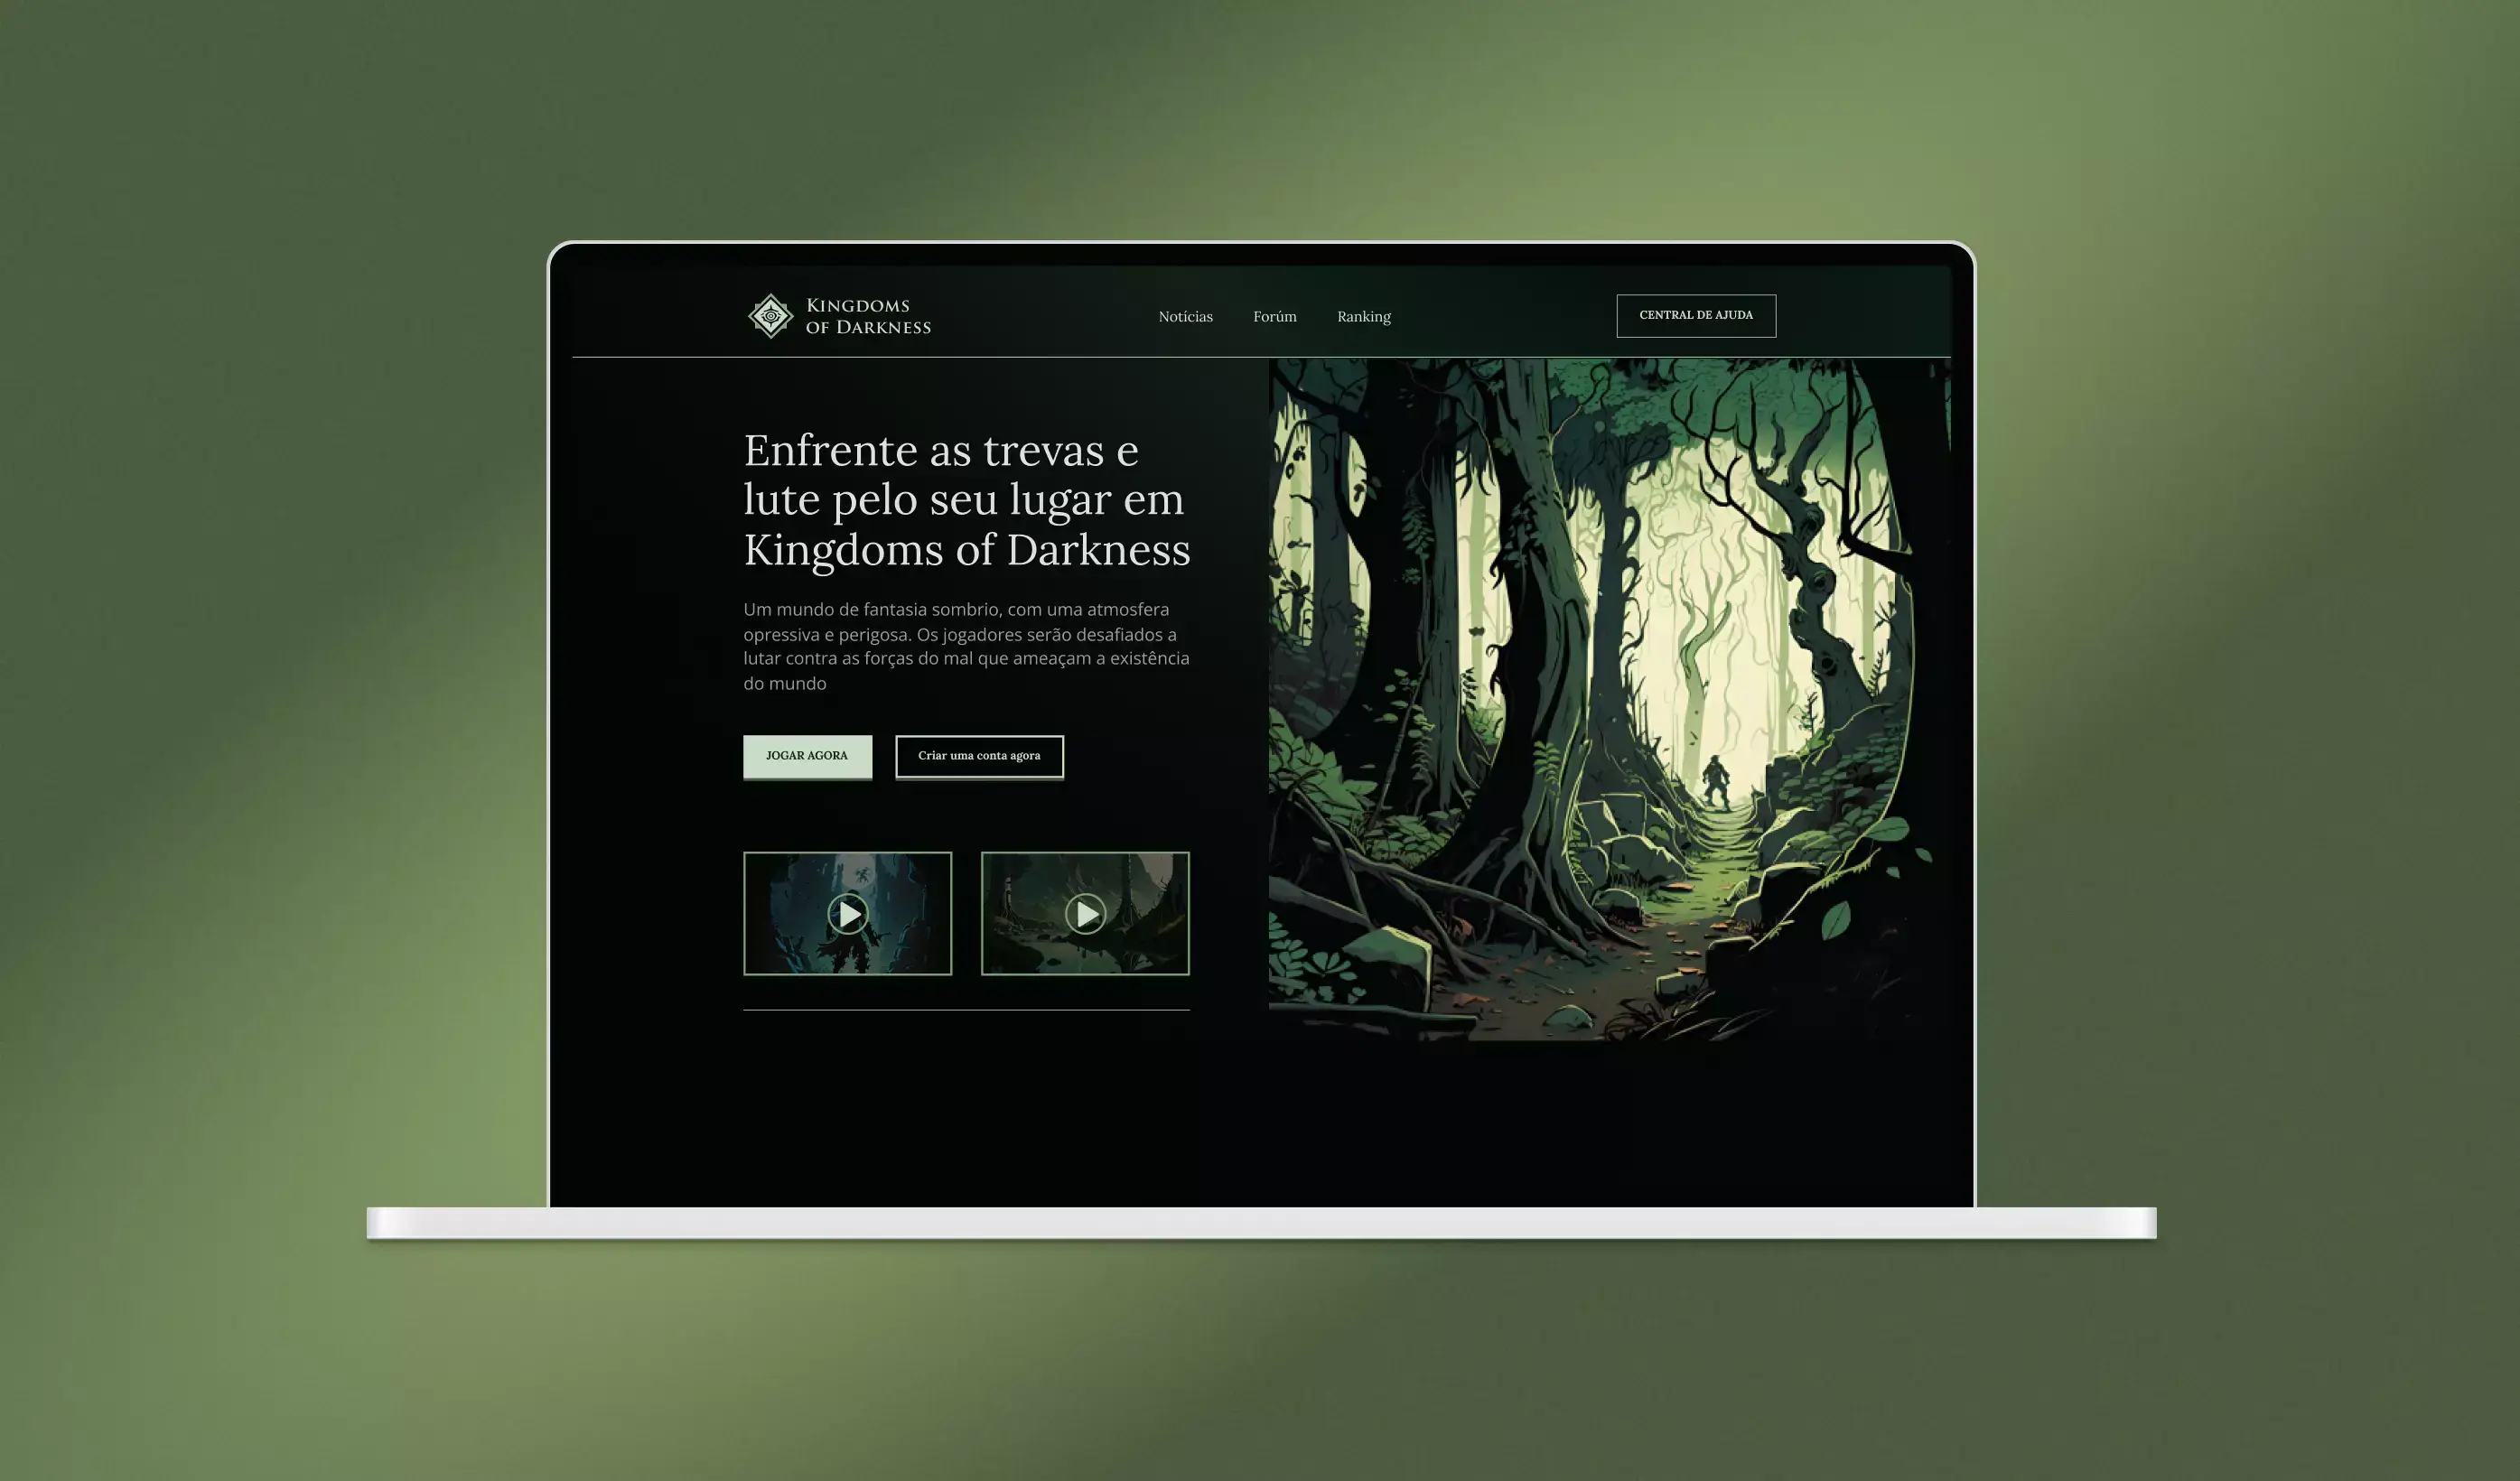 KINGDOMS
OF DARKNESS
Notícias
Forúm
Ranking
CENTRAL DE AJUDA
Enfrente as trevas e
lute pelo seu lugar em
Kingdoms of Darkness
Um mundo de fantasia sombrio, com uma atmosfera
opressiva e perigosa. Os jogadores serão desafiados a
lutar contra as forças do mal que ameaçam a existência
do mundo
JOGAR AGORA
Criar uma conta agora